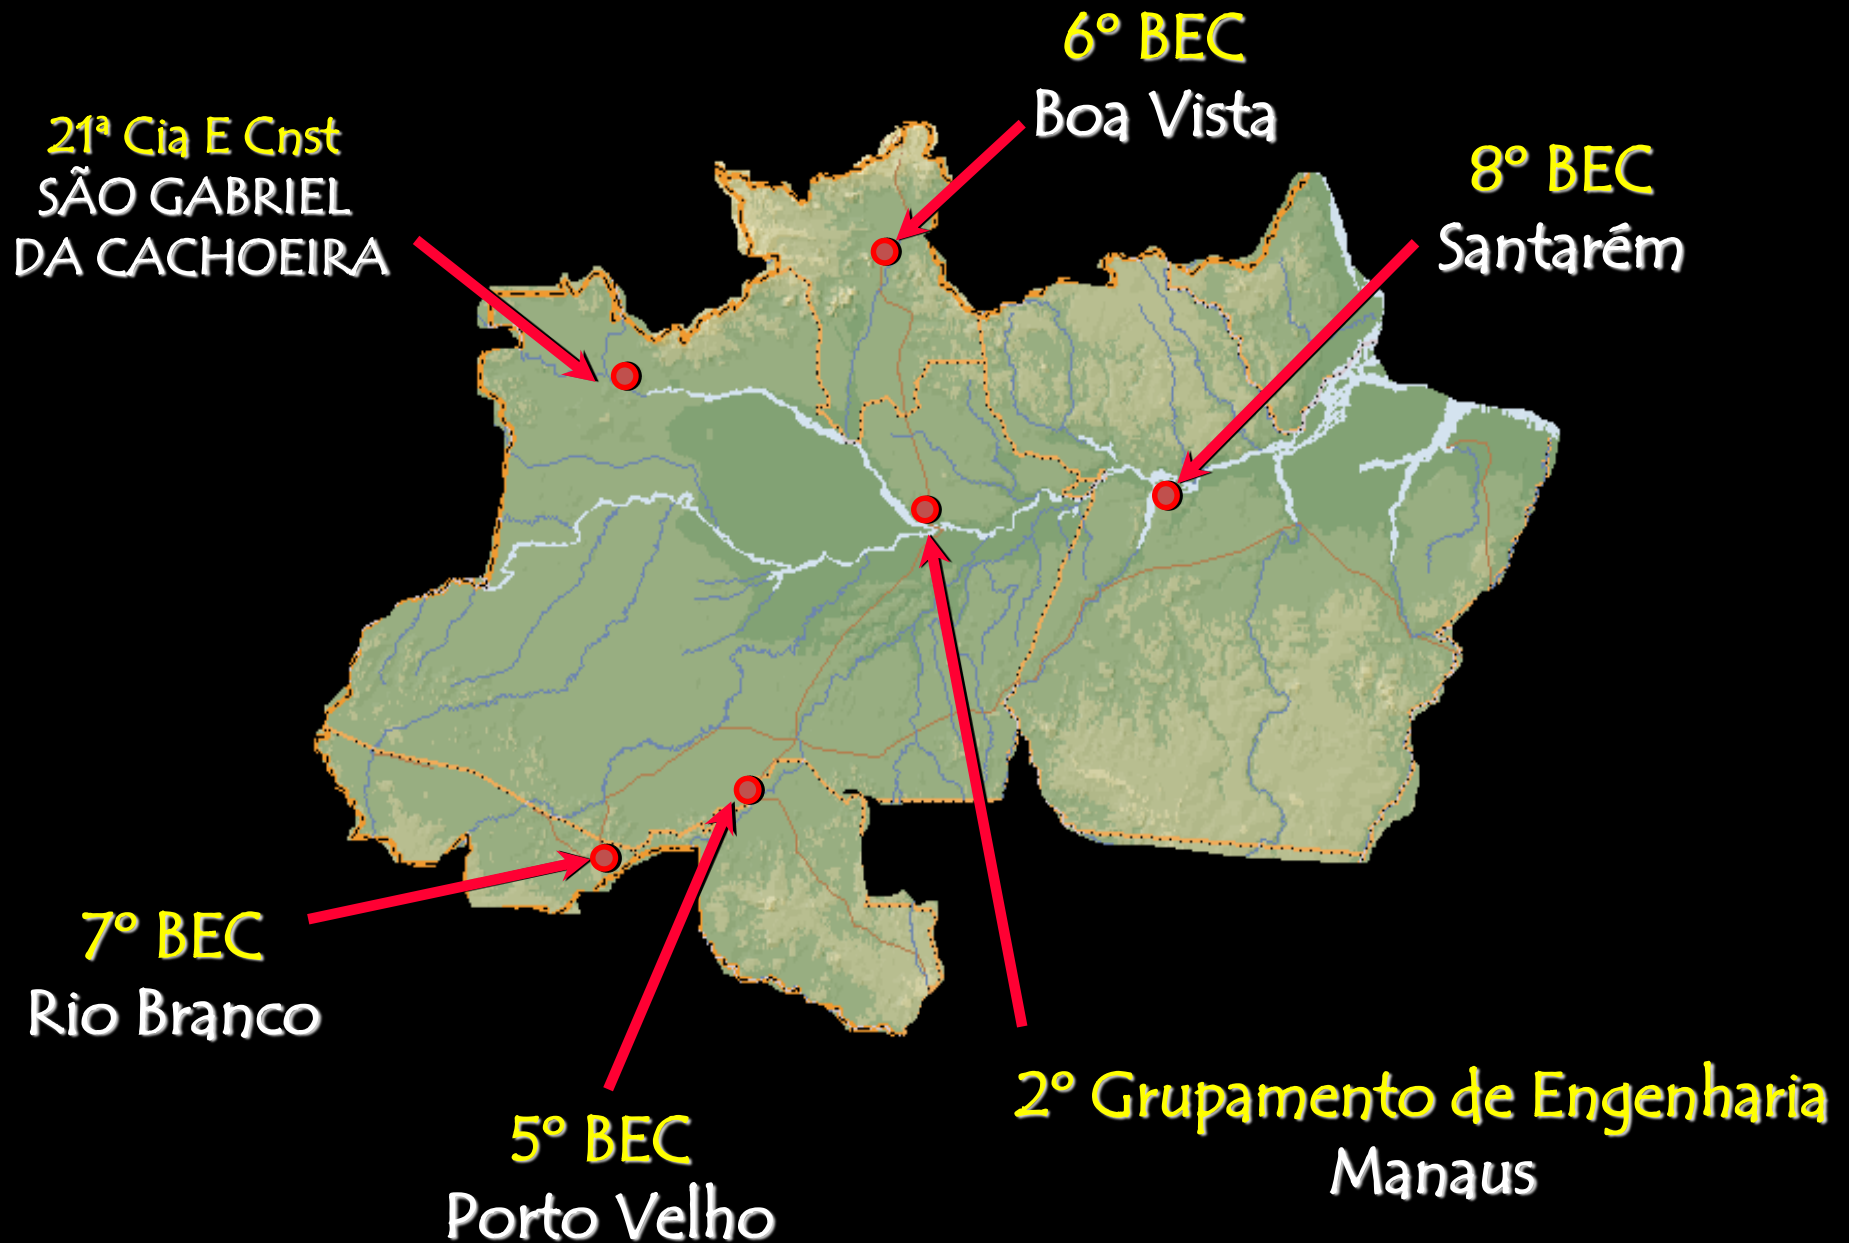 6º BEC
Boa Vista
21ª Cia E Cnst
SÃO GABRIEL
DA CACHOEIRA
8º BEC
Santarém
7º BEC
Rio Branco
5º BEC
Porto Velho
2º Grupamento de Engenharia
Manaus